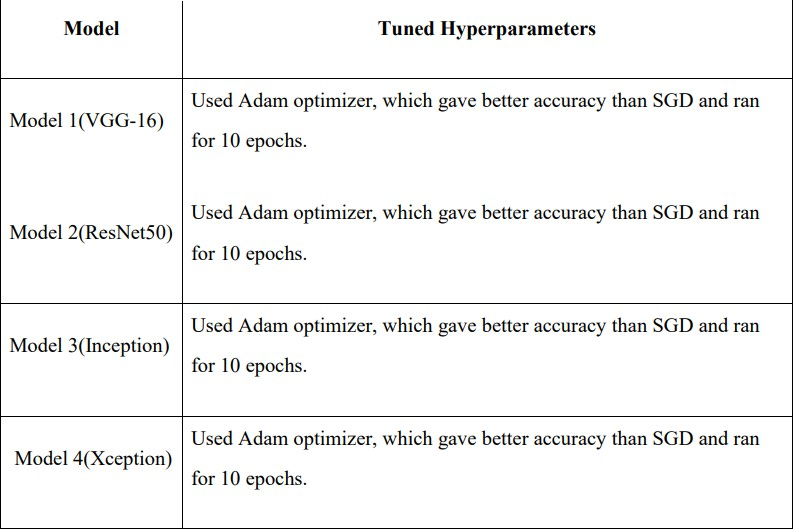 Model
Tuned Hyperparameters
Model 1(VGG-16)
Used Adam optimizer, which gave better accuracy than SGD and ran
for 10 epochs.
Model 2(ResNet50)
Used Adam optimizer, which gave better accuracy than SGD and ran
for 10 epochs.
Model 3(Inception)
Used Adam optimizer, which gave better accuracy than SGD and ran
for 10 epochs.
Model 4(Xception)
Used Adam optimizer, which gave better accuracy than SGD and ran
for 10 epochs.